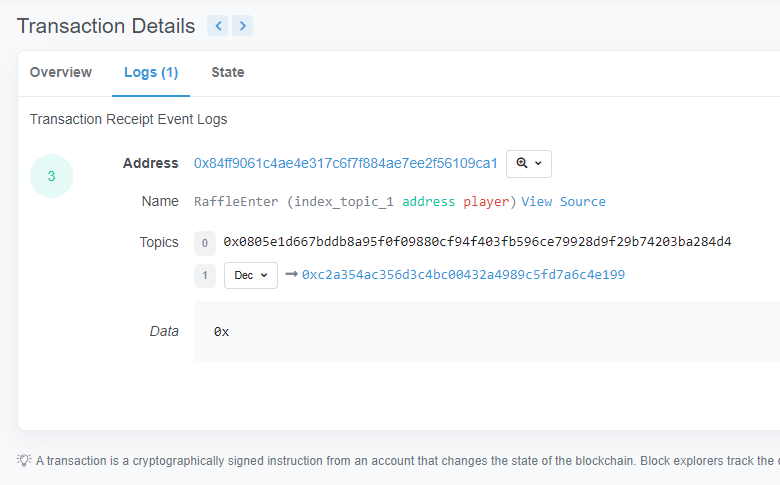 Transaction Details
Overview Logs (1) State
Transaction Receipt Event Logs
3
Address 0x84ff9061c4ae4e317c6f7f884ae7ee2f56109ca1
Name RaffleEnter (index_topic_1 address player) View Source
Topics 0 0x0805e1d667bddb8a95f0f09880cf94f403fb596ce79928d9f29b74203ba284d4
1 Dec → 0xc2a354ac356d3c4bc00432a4989c5fd7a6c4e199
Data 0x
A transaction is a cryptographically signed instruction from an account that changes the state of the blockchain. Block explorers track the